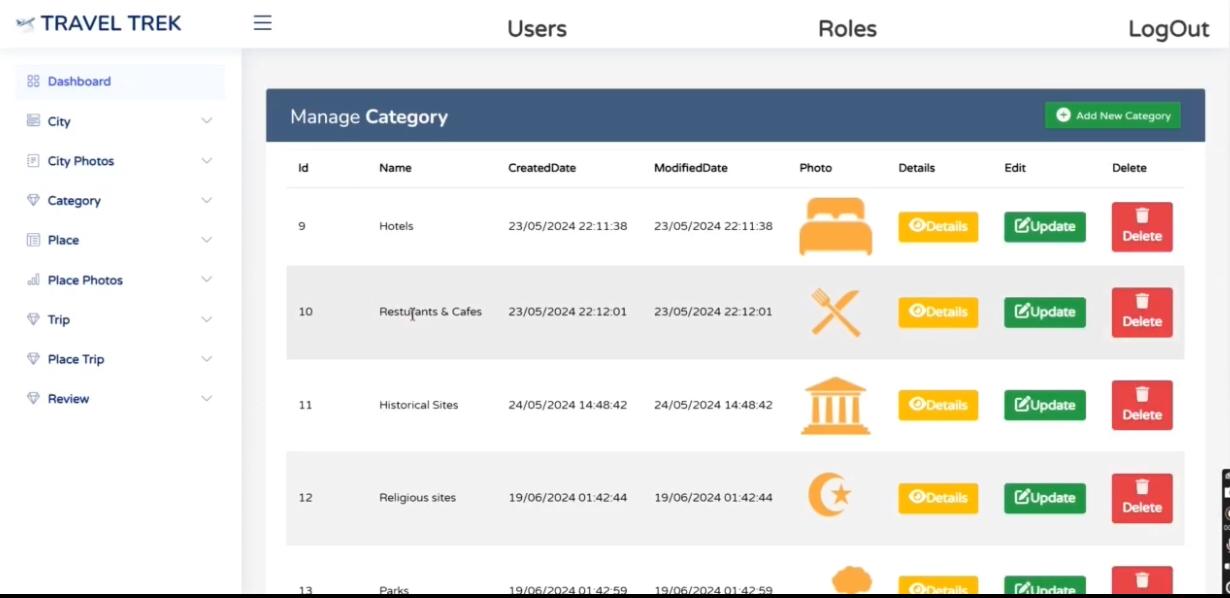 TRAVEL TREK
Users Roles LogOut
Dashboard
City
City Photos
Category
Place
Place Photos
Trip
Place Trip
Review
Manage Category
Add New Category
Id Name CreatedDate ModifiedDate Photo Details Edit Delete
9 Hotels 23/05/2024 22:11:38 23/05/2024 22:11:38 Details Update Delete
10 Resturants & Cafes 23/05/2024 22:12:01 23/05/2024 22:12:01 Details Update Delete
11 Historical Sites 24/05/2024 14:48:42 24/05/2024 14:48:42 Details Update Delete
12 Religious sites 19/06/2024 01:42:44 19/06/2024 01:42:44 Details Update Delete
13 Parks 19/06/2024 01:42:59 19/06/2024 01:42:59 Details Update